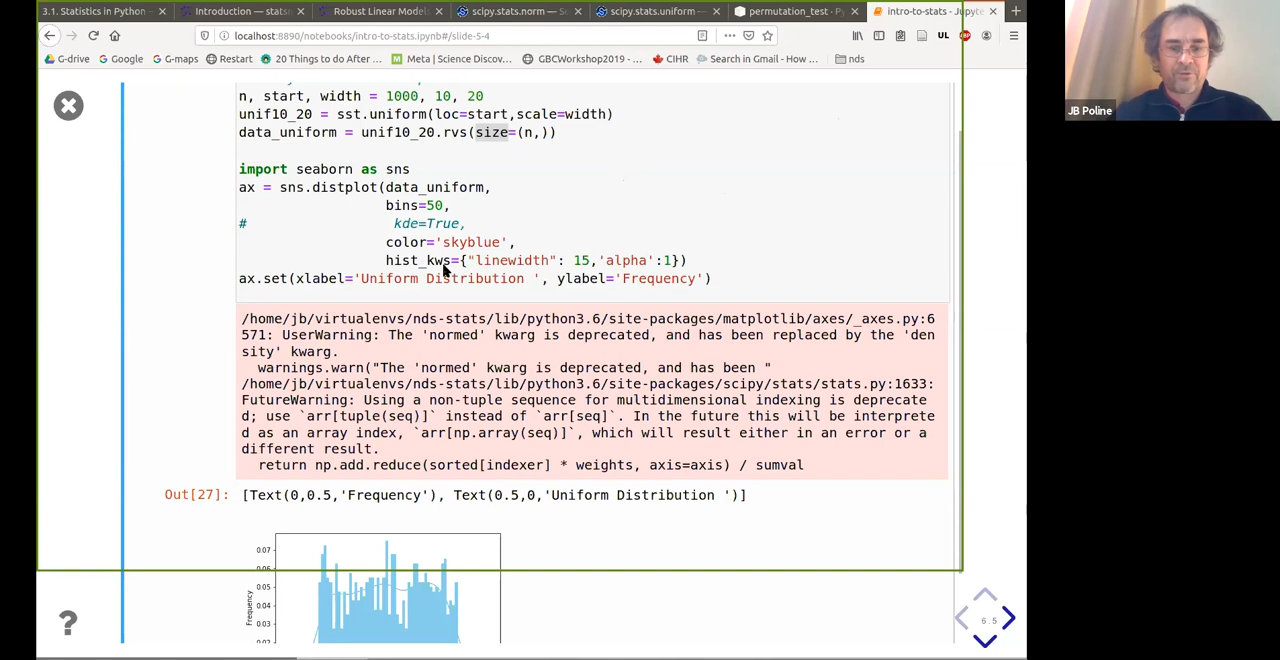 3.1. Statistics in Python -
Introduction — stats
Robust Linear Models
scipy.stats.norm — Sc
scipy.stats.uniform —
permutation_test - Py
intro-to-stats - Jupyte
localhost:8890/notebooks/intro-to-stats.ipynb#/slide-5-4
UL
G-drive
Google
G-maps
Restart
20 Things to do After ...
Meta | Science Discov...
GBCWorkshop2019 - ...
CIHR
Search in Gmail - How ...
nds
JB Poline
n, start, width = 1000, 10, 20
unif10_20 = sst.uniform(loc=start,scale=width)
data_uniform = unif10_20.rvs(size=(n,))
import seaborn as sns
ax = sns.distplot(data_uniform,
bins=50,
# kde=True,
color='skyblue',
hist_kws={"linewidth": 15,'alpha':1})
ax.set(xlabel='Uniform Distribution ', ylabel='Frequency')
/home/jb/virtualenvs/nds-stats/lib/python3.6/site-packages/matplotlib/axes/_axes.py:6
571: UserWarning: The 'normed' kwarg is deprecated, and has been replaced by the 'den
sity' kwarg.
warnings.warn("The 'normed' kwarg is deprecated, and has been "
/home/jb/virtualenvs/nds-stats/lib/python3.6/site-packages/scipy/stats/stats.py:1633:
FutureWarning: Using a non-tuple sequence for multidimensional indexing is deprecate
d; use `arr[tuple(seq)]` instead of `arr[seq]`. In the future this will be interprete
d as an array index, `arr[np.array(seq)]`, which will result either in an error or a
different result.
return np.add.reduce(sorted[indexer] * weights, axis=axis) / sumval
Out[27]: [Text(0,0.5,'Frequency'), Text(0.5,0,'Uniform Distribution ')]
0.07
0.06
0.05
0.04
0.03
Frequency
?
6.5